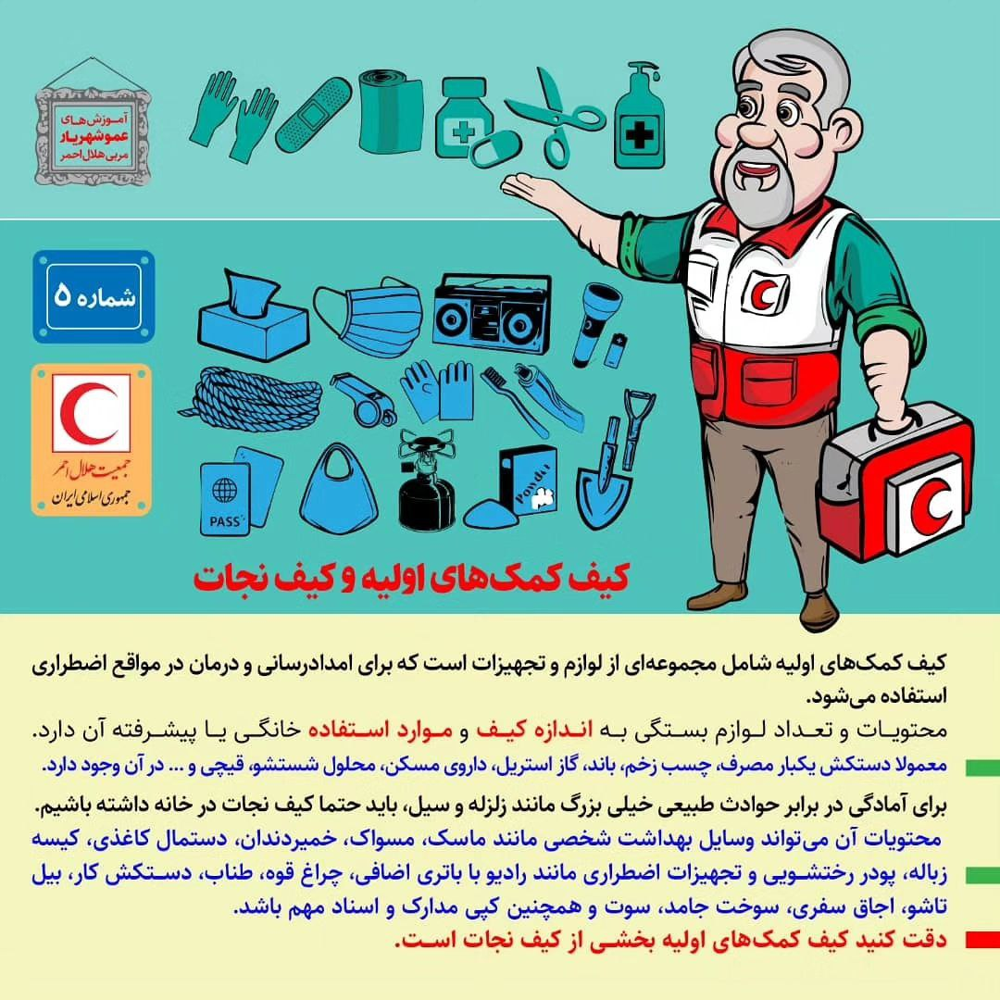 آموزش‌های
عموشهریار
مربی هلال‌احمر
شماره ۵
جمعیت هلال احمر
جمهوری اسلامی ایران
PASS
Powder
کیف کمک‌های اولیه و کیف نجات
کیف کمک‌های اولیه شامل مجموعه‌ای از لوازم و تجهیزات است که برای امدادرسانی و درمان در مواقع اضطراری
استفاده می‌شود.
محتویات و تعداد لوازم بستگی به اندازه کیف و موارد استفاده خانگی یا پیشرفته آن دارد.
معمولا دستکش یکبار مصرف، چسب زخم، باند، گاز استریل، داروی مسکن، محلول شستشو، قیچی و ... در آن وجود دارد.
برای آمادگی در برابر حوادث طبیعی خیلی بزرگ مانند زلزله و سیل، باید حتما کیف نجات در خانه داشته باشیم.
محتویات آن می‌تواند وسایل بهداشت شخصی مانند ماسک، مسواک، خمیردندان، دستمال کاغذی، کیسه
زباله، پودر رختشویی و تجهیزات اضطراری مانند رادیو با باتری اضافی، چراغ قوه، طناب، دستکش کار، بیل
تاشو، اجاق سفری، سوخت جامد، سوت و همچنین کپی مدارک و اسناد مهم باشد.
دقت کنید کیف کمک‌های اولیه بخشی از کیف نجات است.